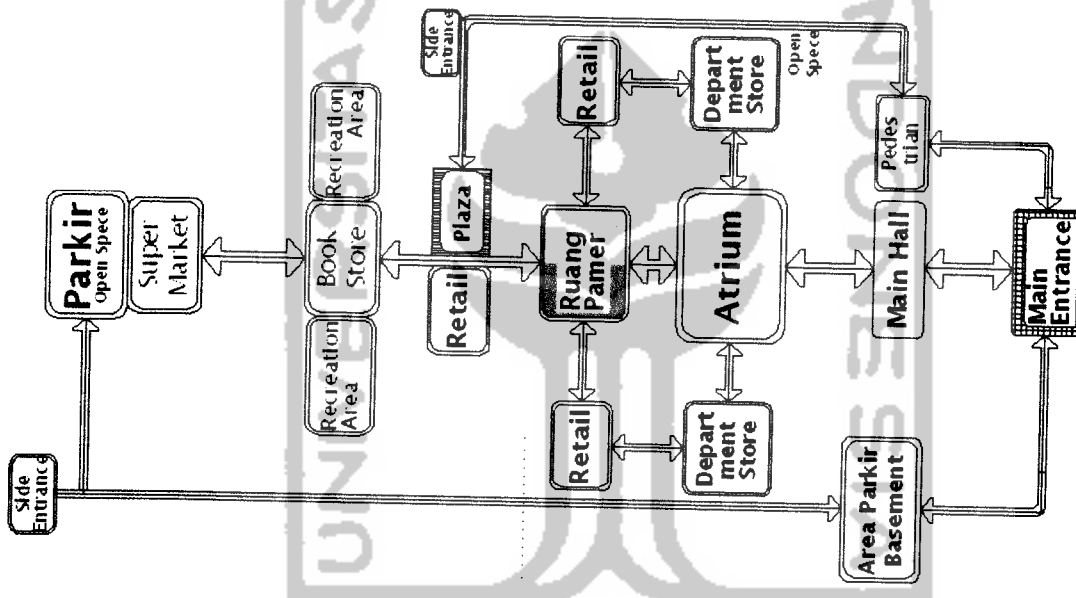 Side
Entrance
Parkir
Open Spece
Super
Market
Recreation
Area
Book
Store
Recreation
Area
Side
Entrance
Retail
Plaza
Retail
Ruang
Pamer
Retail
Depart
ment
Store
Atrium
Depart
ment
Store
Open
Spece
Area Parkir
Basement
Main Hall
Pedes
trian
Main
Entrance